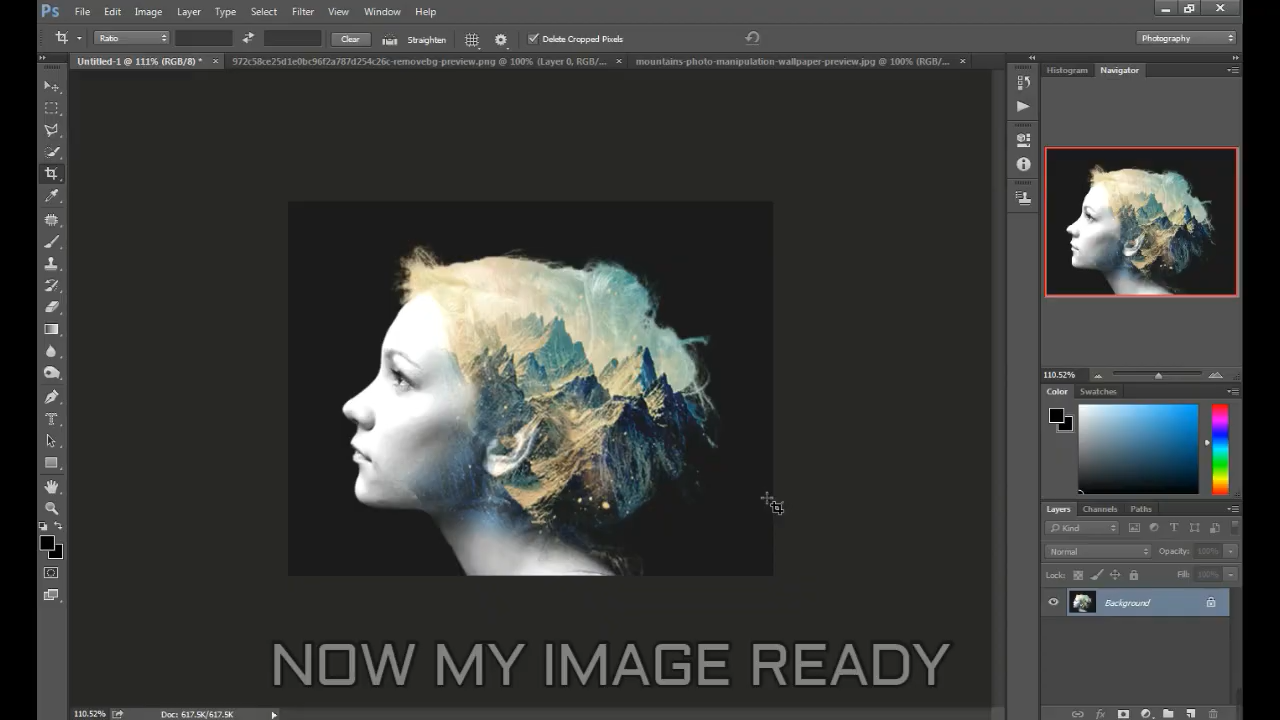 Ps File Edit Image Layer Type Select Filter View Window Help
Ratio Clear Straighten Delete Cropped Pixels Photography
Untitled-1 @ 111% (RGB/8) * × 972c58ce25d1e0bc96f2a787d254c26c-removebg-preview.png @ 100% (Layer 0, RGB/... × mountains-photo-manipulation-wallpaper-preview.jpg @ 100% (RGB/... ×
Histogram Navigator
110.52%
Color Swatches
Layers Channels Paths
Kind
Normal Opacity: 100%
Lock: Fill: 100%
Background
NOW MY IMAGE READY
110.52% Doc: 617.5K/617.5K